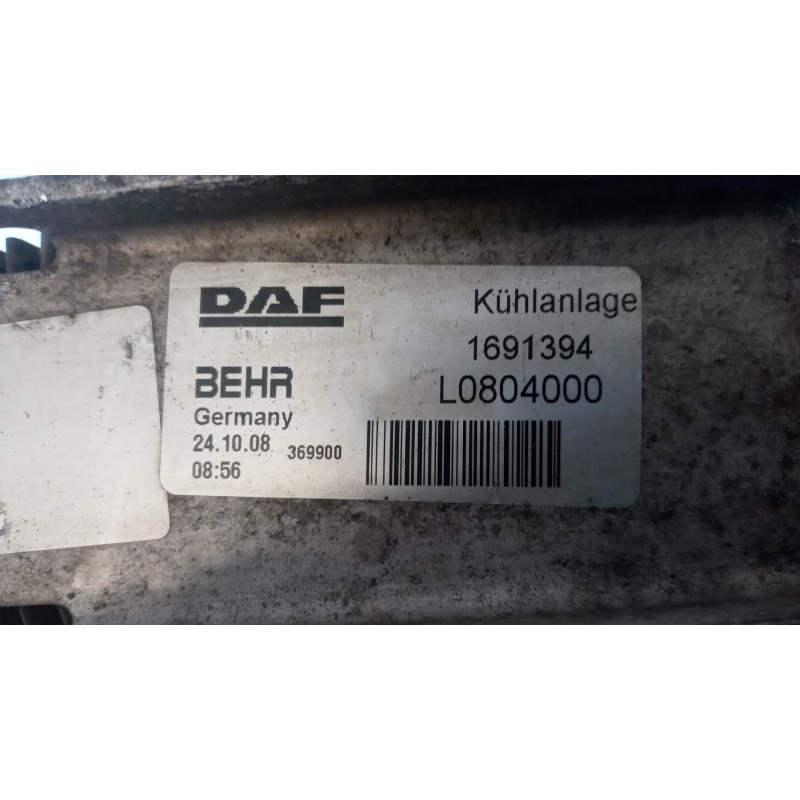 DAF Kühlanlage
1691394
BEHR L0804000
Germany
24.10.08 369900
08:56